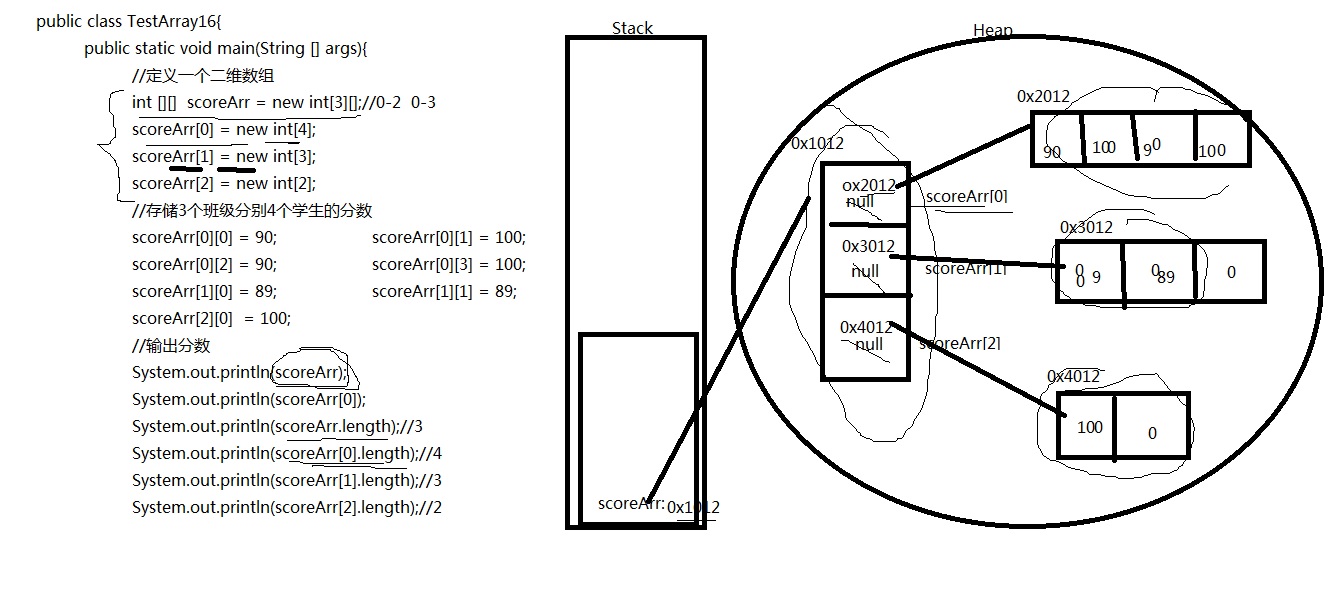 public class TestArray16{
public static void main(String [] args){
//定义一个二维数组
int [][]  scoreArr = new int[3][];//0-2  0-3
scoreArr[0] = new int[4];
scoreArr[1] = new int[3];
scoreArr[2] = new int[2];
//存储3个班级分别4个学生的分数
scoreArr[0][0] = 90;  scoreArr[0][1] = 100;
scoreArr[0][2] = 90;  scoreArr[0][3] = 100;
scoreArr[1][0] = 89;  scoreArr[1][1] = 89;
scoreArr[2][0]  = 100;
//输出分数
System.out.println(scoreArr);
System.out.println(scoreArr[0]);
System.out.println(scoreArr.length);//3
System.out.println(scoreArr[0].length);//4
System.out.println(scoreArr[1].length);//3
System.out.println(scoreArr[2].length);//2
Stack
scoreArr: 0x1012
Heap
0x1012
ox2012
null
scoreArr[0]
0x3012
null
scoreArr[1]
0x4012
null
scoreArr[2]
0x2012
90 100 90 100
0x3012
0 0 9 0 89 0
0x4012
100 0